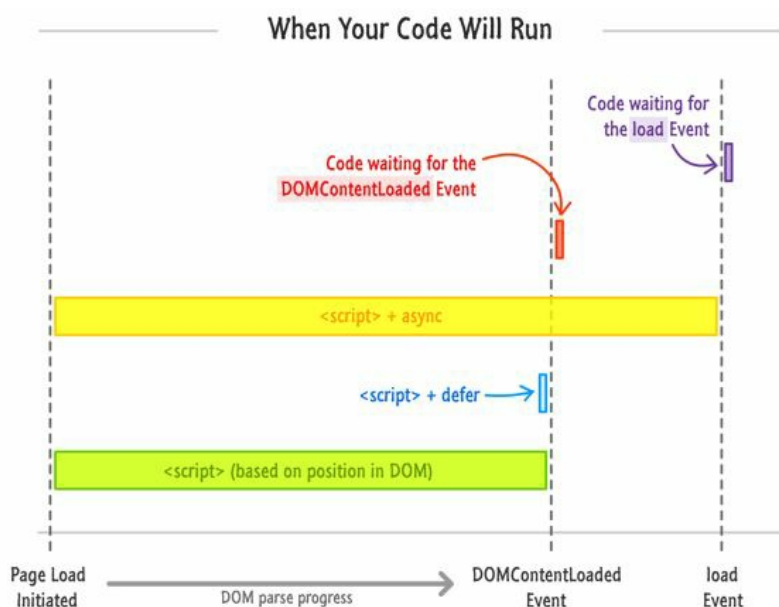 When Your Code Will Run
Code waiting for
the load Event
Code waiting for the
DOMContentLoaded Event
<script> + async
<script> + defer
<script> (based on position in DOM)
Page Load
Initiated
DOM parse progress
DOMContentLoaded
Event
load
Event